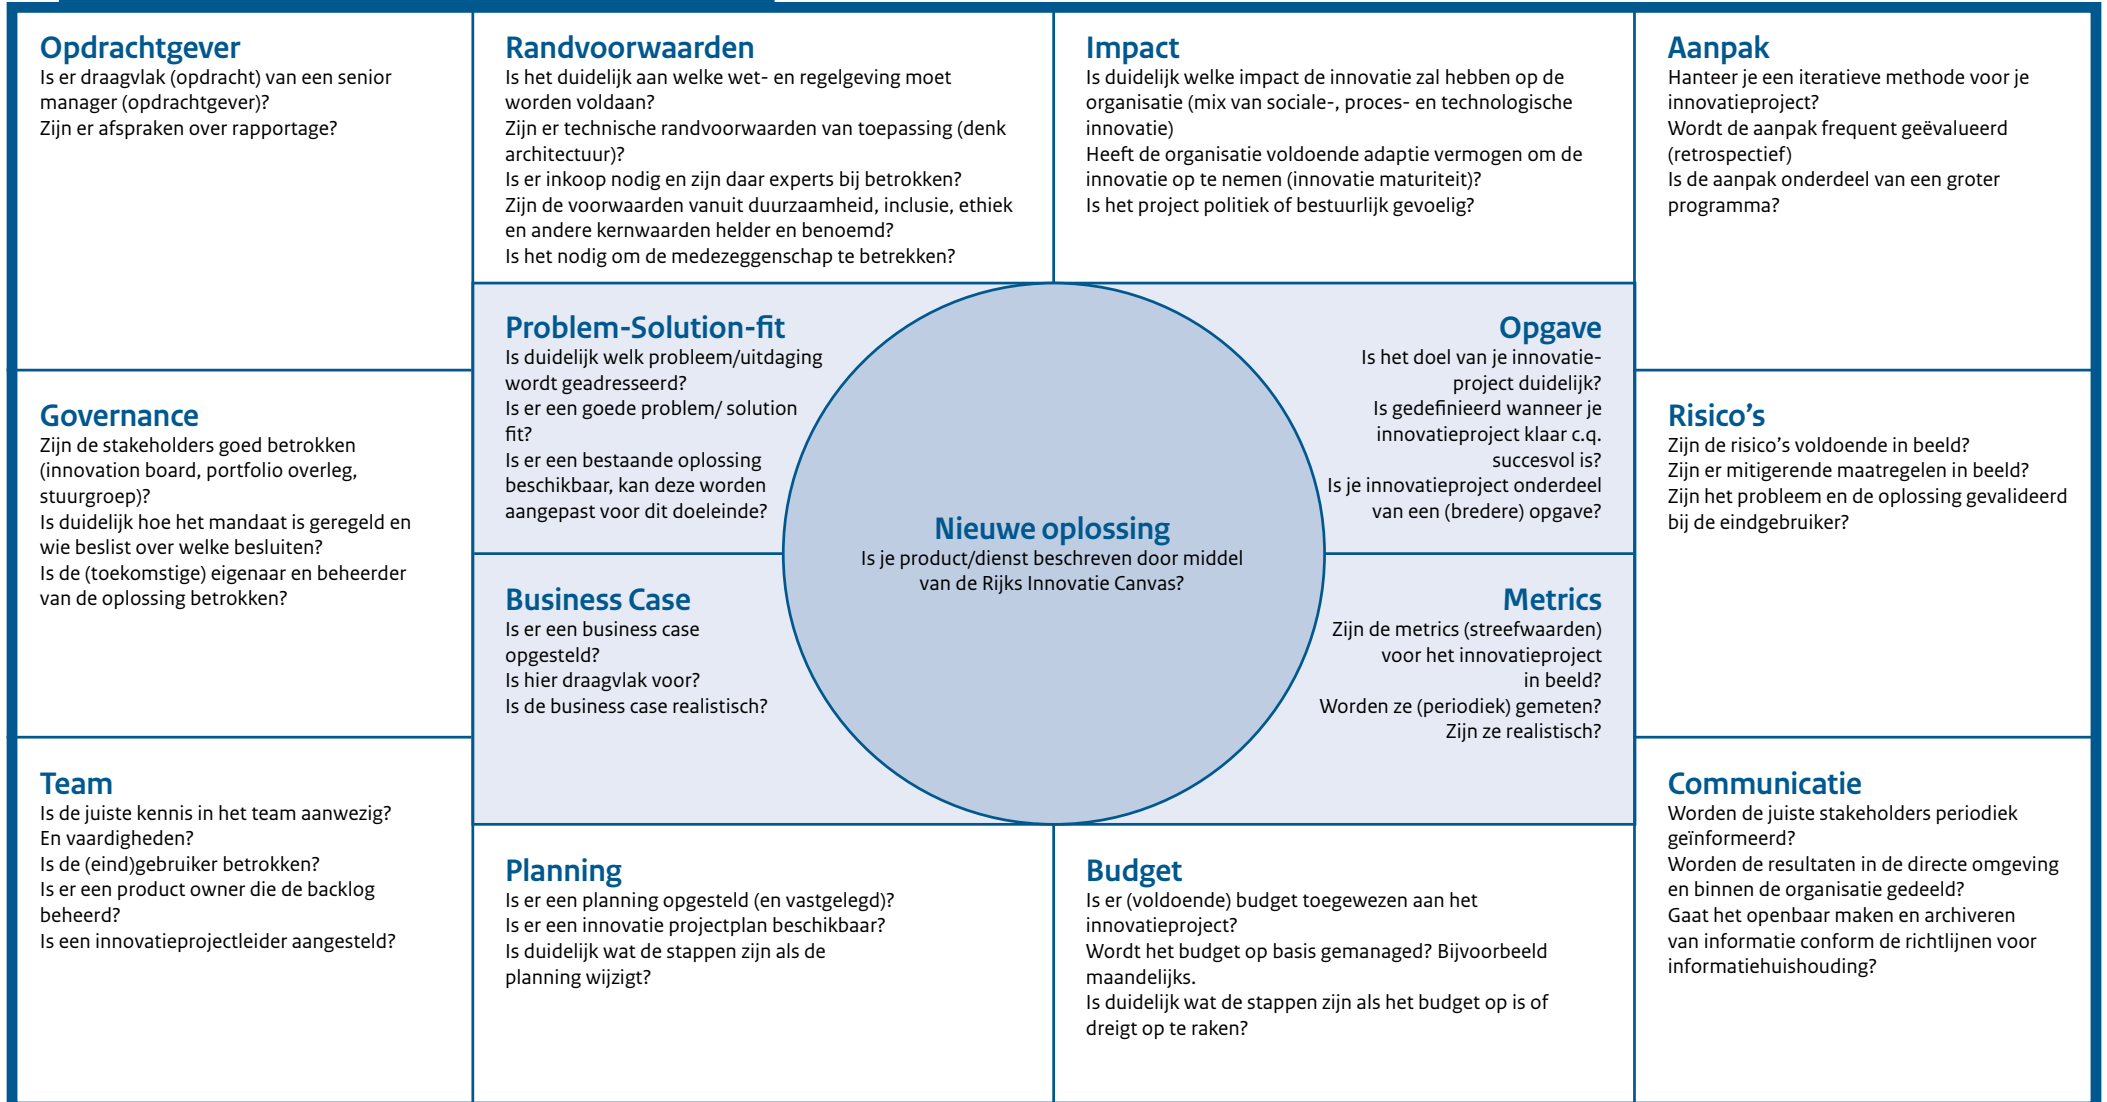 Opdrachtgever
Is er draagvlak (opdracht) van een senior
manager (opdrachtgever)?
Zijn er afspraken over rapportage?
Randvoorwaarden
Is het duidelijk aan welke wet- en regelgeving moet
worden voldaan?
Zijn er technische randvoorwaarden van toepassing (denk
architectuur)?
Is er inkoop nodig en zijn daar experts bij betrokken?
Zijn de voorwaarden vanuit duurzaamheid, inclusie, ethiek
en andere kernwaarden helder en benoemd?
Is het nodig om de medezeggenschap te betrekken?
Impact
Is duidelijk welke impact de innovatie zal hebben op de
organisatie (mix van sociale-, proces- en technologische
innovatie)
Heeft de organisatie voldoende adaptie vermogen om de
innovatie op te nemen (innovatie maturiteit)?
Is het project politiek of bestuurlijk gevoelig?
Aanpak
Hanteer je een iteratieve methode voor je
innovatieproject?
Wordt de aanpak frequent geëvalueerd
(retrospectief)
Is de aanpak onderdeel van een groter
programma?
Governance
Zijn de stakeholders goed betrokken
(innovation board, portfolio overleg,
stuurgroep)?
Is duidelijk hoe het mandaat is geregeld en
wie beslist over welke besluiten?
Is de (toekomstige) eigenaar en beheerder
van de oplossing betrokken?
Problem-Solution-fit
Is duidelijk welk probleem/uitdaging
wordt geadresseerd?
Is er een goede problem/ solution
fit?
Is er een bestaande oplossing
beschikbaar, kan deze worden
aangepast voor dit doeleinde?
Nieuwe oplossing
Is je product/dienst beschreven door middel
van de Rijks Innovatie Canvas?
Opgave
Is het doel van je innovatie-
project duidelijk?
Is gedefinieerd wanneer je
innovatieproject klaar c.q.
succesvol is?
Is je innovatieproject onderdeel
van een (bredere) opgave?
Risico's
Zijn de risico's voldoende in beeld?
Zijn er mitigerende maatregelen in beeld?
Zijn het probleem en de oplossing gevalideerd
bij de eindgebruiker?
Business Case
Is er een business case
opgesteld?
Is hier draagvlak voor?
Is de business case realistisch?
Metrics
Zijn de metrics (streefwaarden)
voor het innovatieproject
in beeld?
Worden ze (periodiek) gemeten?
Zijn ze realistisch?
Team
Is de juiste kennis in het team aanwezig?
En vaardigheden?
Is de (eind)gebruiker betrokken?
Is er een product owner die de backlog
beheerd?
Is een innovatieprojectleider aangesteld?
Planning
Is er een planning opgesteld (en vastgelegd)?
Is er een innovatie projectplan beschikbaar?
Is duidelijk wat de stappen zijn als de
planning wijzigt?
Budget
Is er (voldoende) budget toegewezen aan het
innovatieproject?
Wordt het budget op basis gemanaged? Bijvoorbeeld
maandelijks.
Is duidelijk wat de stappen zijn als het budget op is of
dreigt op te raken?
Communicatie
Worden de juiste stakeholders periodiek
geïnformeerd?
Worden de resultaten in de directe omgeving
en binnen de organisatie gedeeld?
Gaat het openbaar maken en archiveren
van informatie conform de richtlijnen voor
informatiehuishouding?